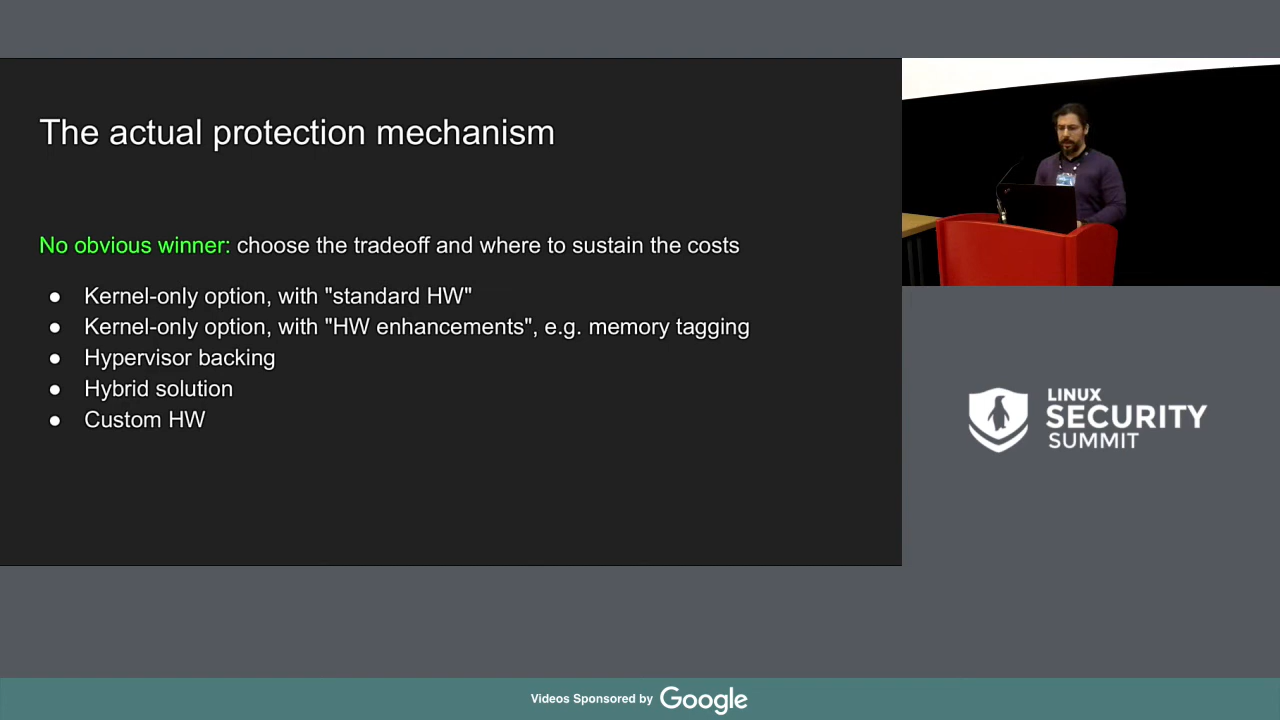 The actual protection mechanism
No obvious winner: choose the tradeoff and where to sustain the costs
● Kernel-only option, with "standard HW"
● Kernel-only option, with "HW enhancements", e.g. memory tagging
● Hypervisor backing
● Hybrid solution
● Custom HW
LINUX
SECURITY
SUMMIT
Videos Sponsored by Google